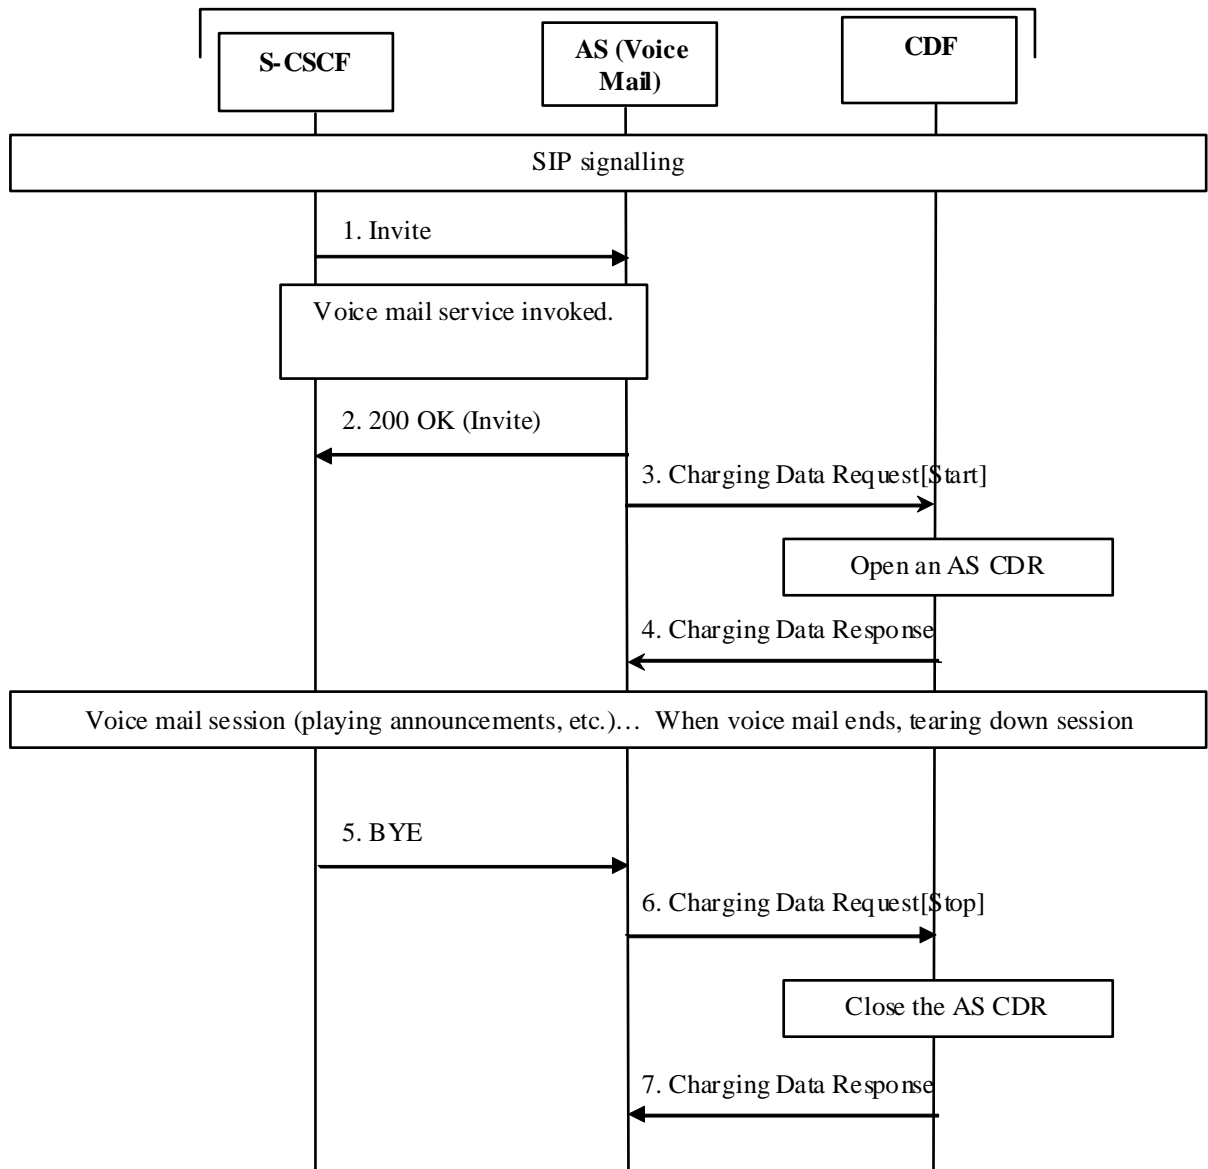 S-CSCF
AS (Voice
Mail)
CDF
SIP signalling
1. Invite
Voice mail service invoked.
2. 200 OK (Invite)
3. Charging Data Request[Start]
Open an AS CDR
4. Charging Data Response
Voice mail session (playing announcements, etc.)… When voice mail ends, tearing down session
5. BYE
6. Charging Data Request[Stop]
Close the AS CDR
7. Charging Data Response